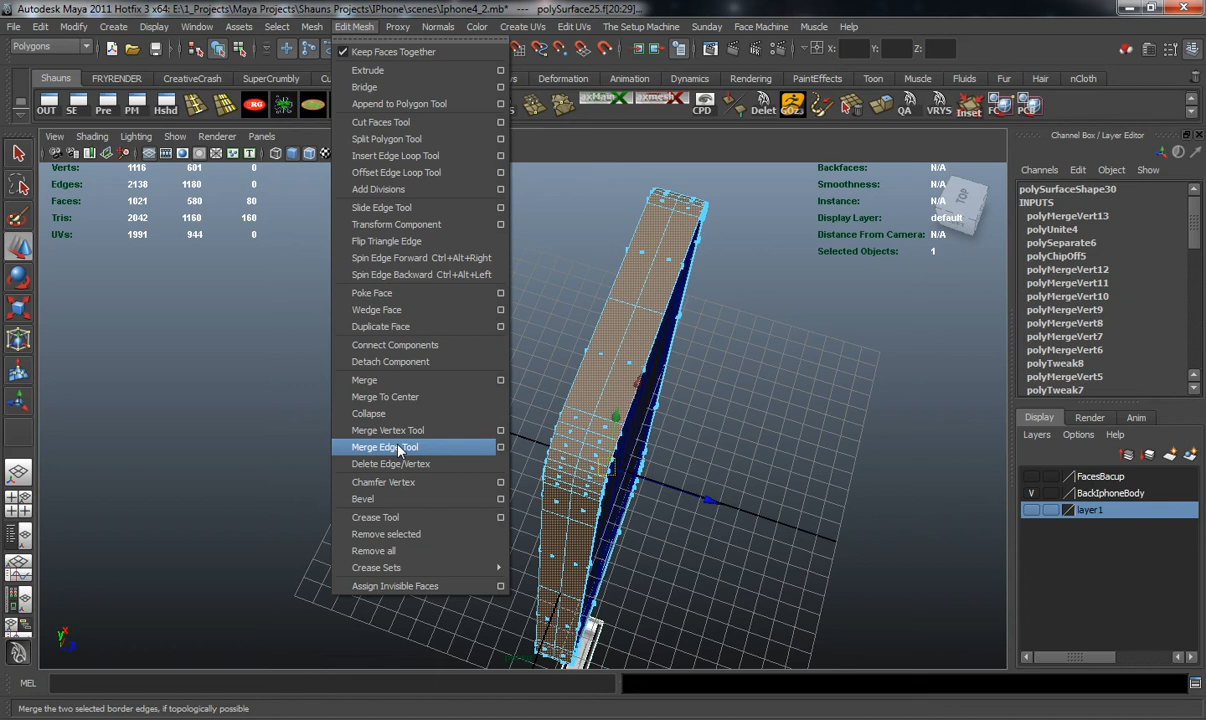 Autodesk Maya 2011 Hotfix 3 x64: E:\1_Projects\Maya Projects\Shauns Projects\IPhone\scenes\Iphone4_2.mb* --- polySurface25.f[20:29]...
File Edit Modify Create Display Window Assets Select Mesh Edit Mesh Proxy Normals Color Create UVs Edit UVs The Setup Machine Sunday Muscle Help
Polygons
X: Y: Z:
Shauns FRYRENDER CreativeCrash SuperCrumbly Cu s Deformation Animation Dynamics Rendering PaintEffects Toon Muscle Fluids Fur Hair nCloth
OUT SF Pre PM Hshd CPD Delet GOz3 QA VRYS Inset FC PCB
View Shading Lighting Show Renderer Panels
Verts: 1116 601 0
Edges: 2138 1180 0
Faces: 1021 580 80
Tris: 2042 1160 160
UVs: 1991 944 0
Keep Faces Together
Extrude
Bridge
Append to Polygon Tool
Cut Faces Tool
Split Polygon Tool
Insert Edge Loop Tool
Offset Edge Loop Tool
Add Divisions
Slide Edge Tool
Transform Component
Flip Triangle Edge
Spin Edge Forward Ctrl+Alt+Right
Spin Edge Backward Ctrl+Alt+Left
Poke Face
Wedge Face
Duplicate Face
Connect Components
Detach Component
Merge
Merge To Center
Collapse
Merge Vertex Tool
Merge Edge Tool
Delete Edge/Vertex
Chamfer Vertex
Bevel
Crease Tool
Remove selected
Remove all
Crease Sets
Assign Invisible Faces
Backfaces: N/A
Smoothness: N/A
Instance: N/A
Display Layer: default
Distance From Camera: N/A
Selected Objects: 1
TOP
Channel Box / Layer Editor
Channels Edit Object Show
polySurfaceShape30
INPUTS
polyMergeVert13
polyUnite4
polySeparate6
polyChipOff5
polyMergeVert12
polyMergeVert11
polyMergeVert10
polyMergeVert9
polyMergeVert8
polyMergeVert7
polyMergeVert6
polyTweak8
polyMergeVert5
polyTweak7
Display Render Anim
Layers Options Help
FacesBacup
V BackIphoneBody
layer1
MEL
Merge the two selected border edges, if topologically possible